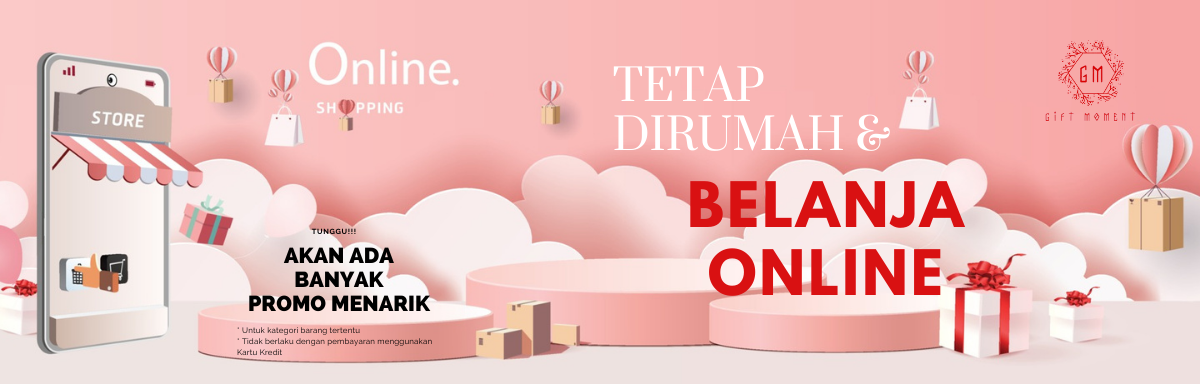 Online.
SHOPPING
STORE
TETAP
DIRUMAH &
BELANJA
ONLINE
GM
GIFT MOMENT
TUNGGU!!!
AKAN ADA
BANYAK
PROMO MENARIK
* Untuk kategori barang tertentu
* Tidak berlaku dengan pembayaran menggunakan
Kartu Kredit